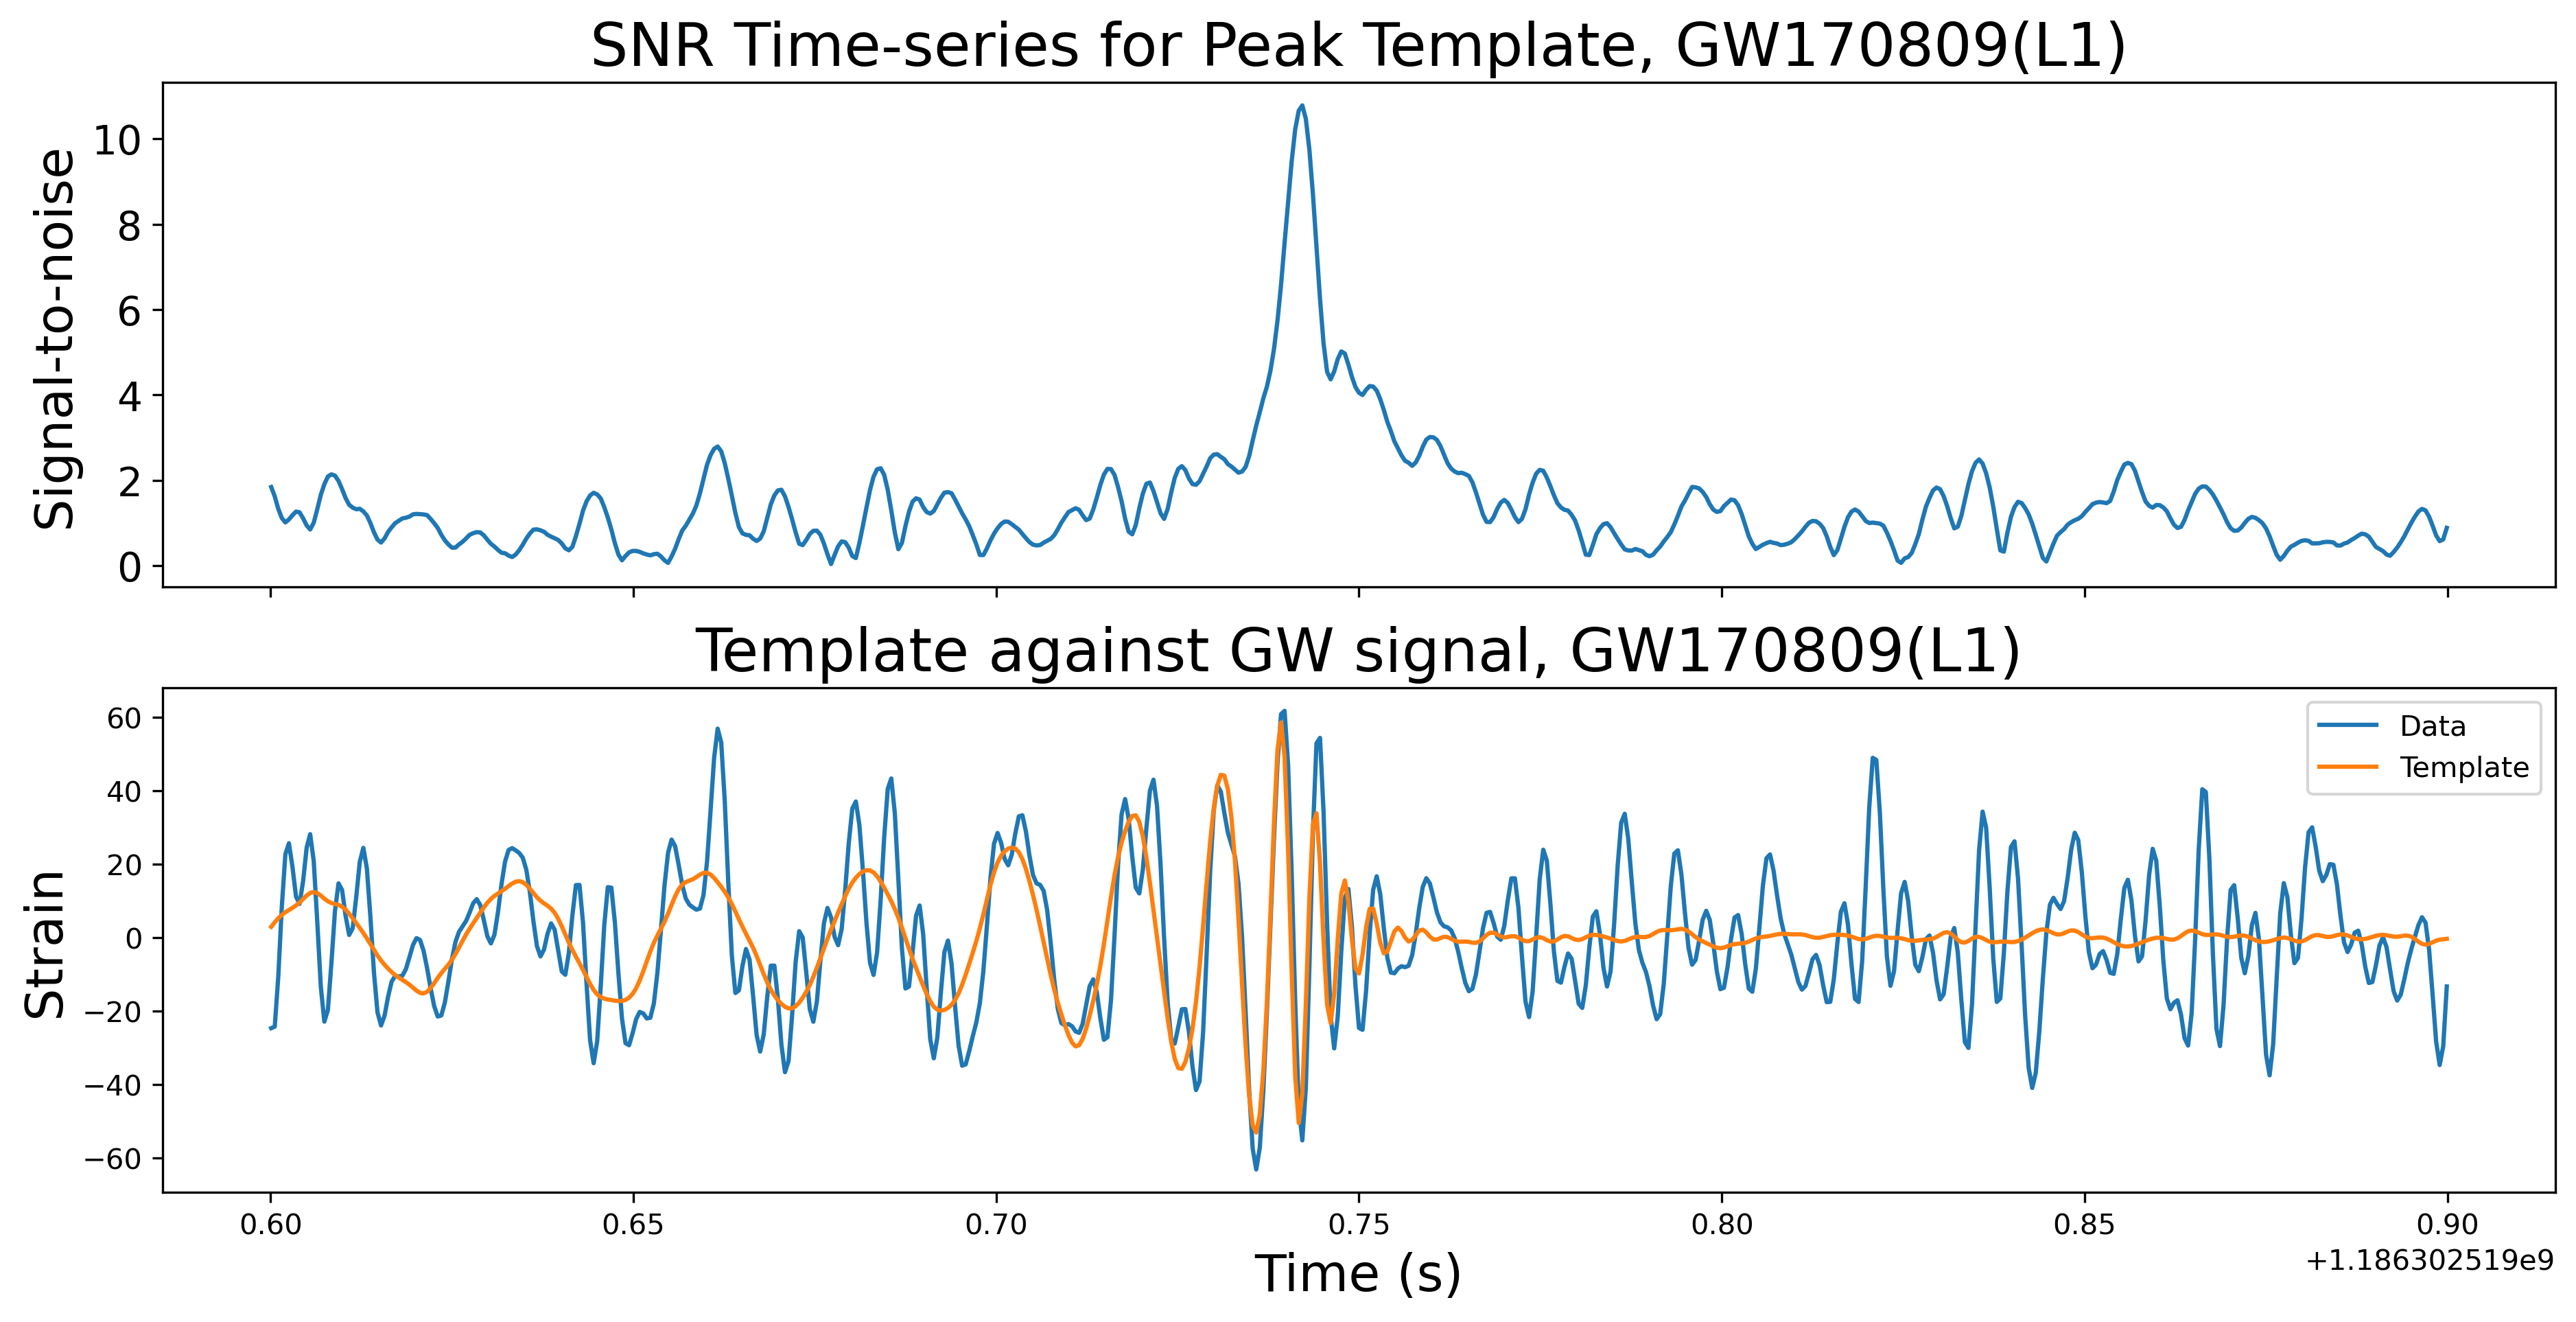 SNR Time-series for Peak Template, GW170809(L1)
Signal-to-noise
10
8
6
4
2
0
Template against GW signal, GW170809(L1)
Strain
60
40
20
0
−20
−40
−60
Data
Template
0.60 0.65 0.70 0.75 0.80 0.85 0.90
+1.186302519e9
Time (s)